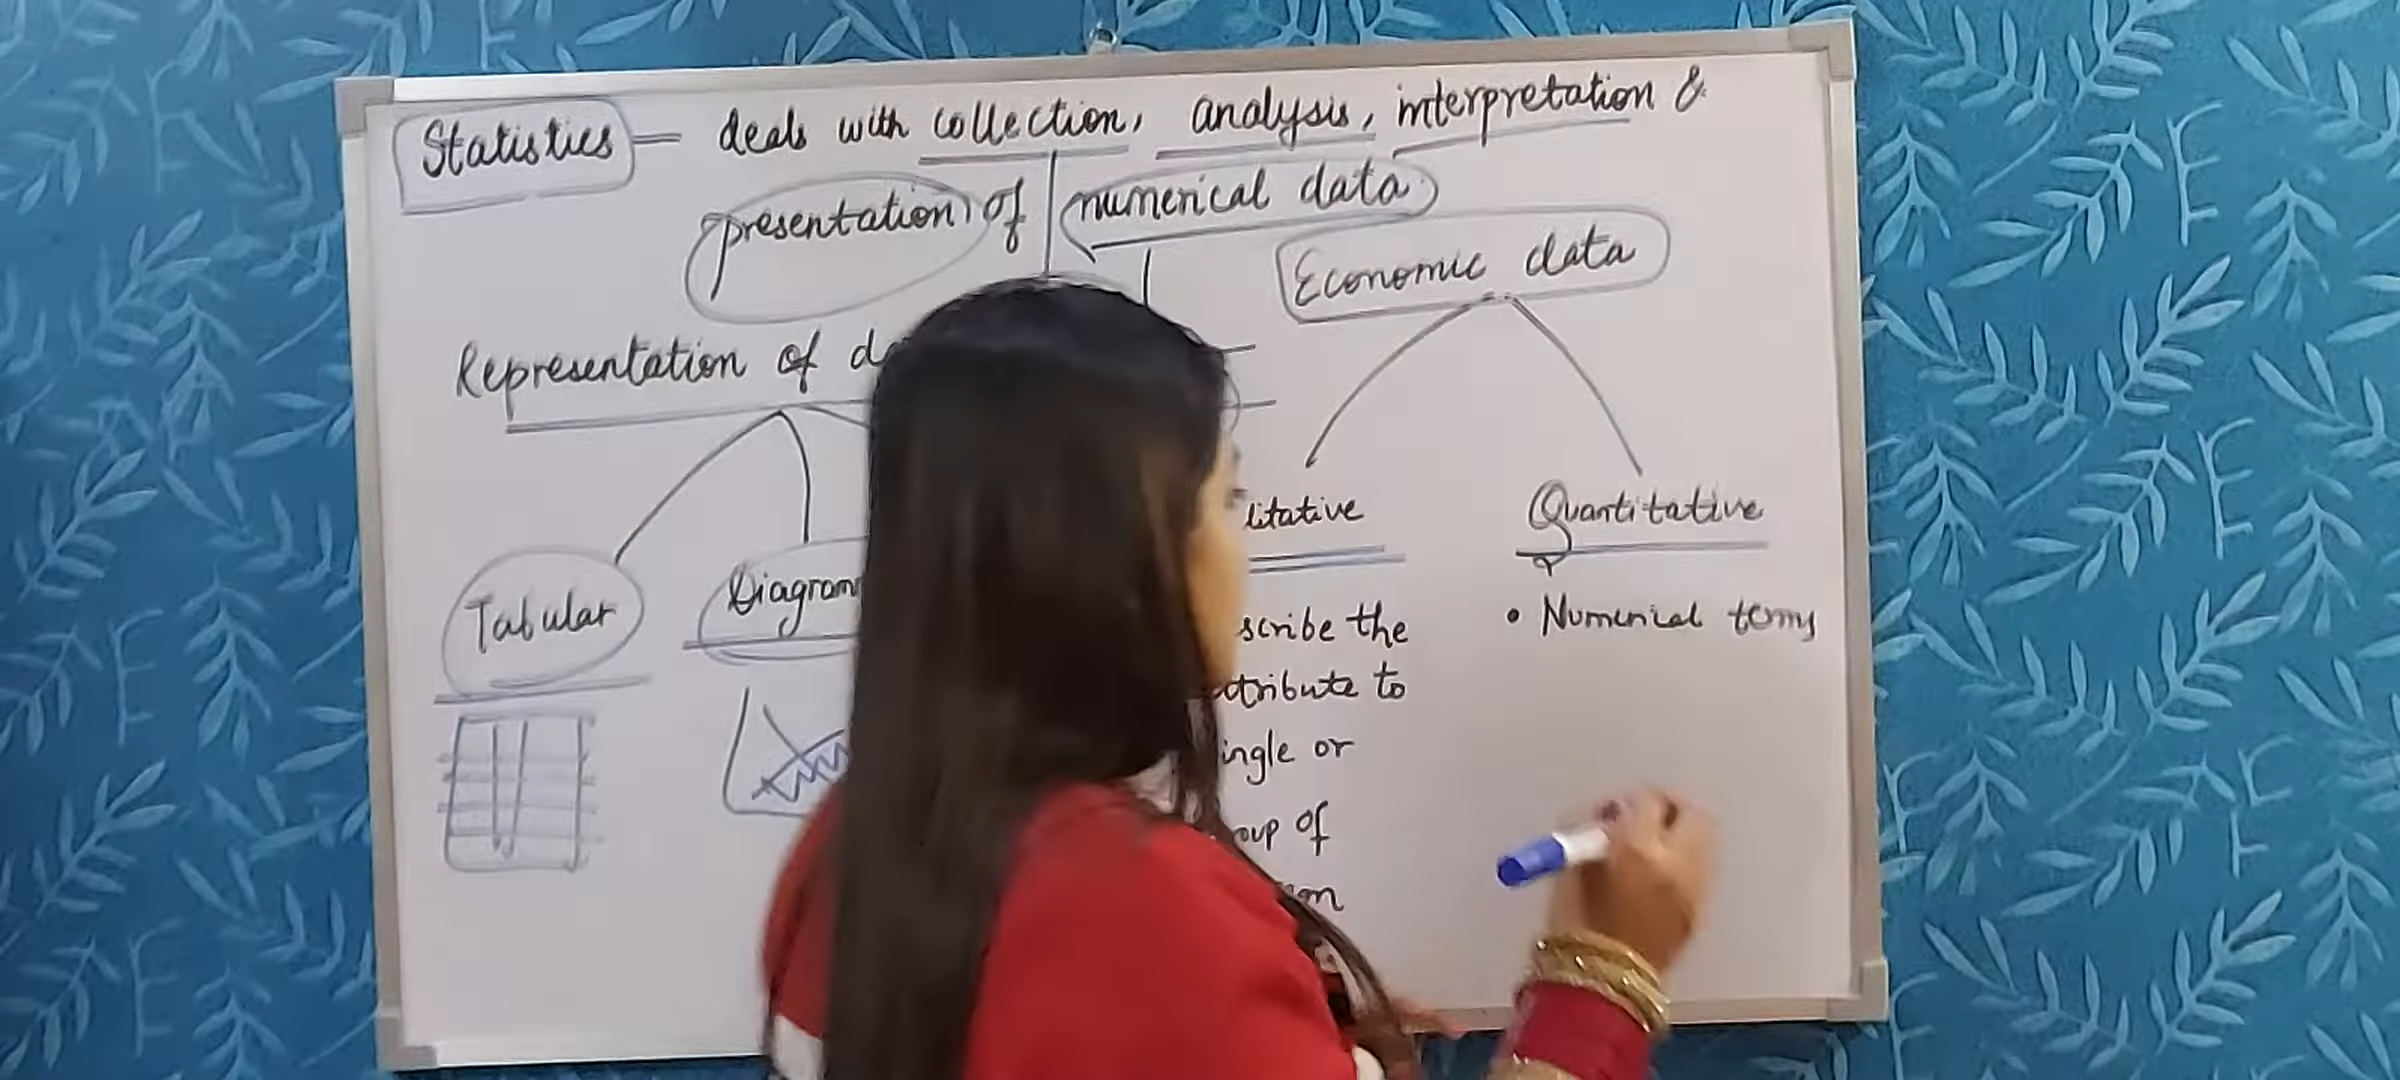 Statistics — deals with collection, analysis, interpretation &
presentation of numerical data
Economic data
Representation of
Tabular
Diagram
litative
scribe the
ttribute to
ingle or
oup of
Quantitative
• Numerical terms